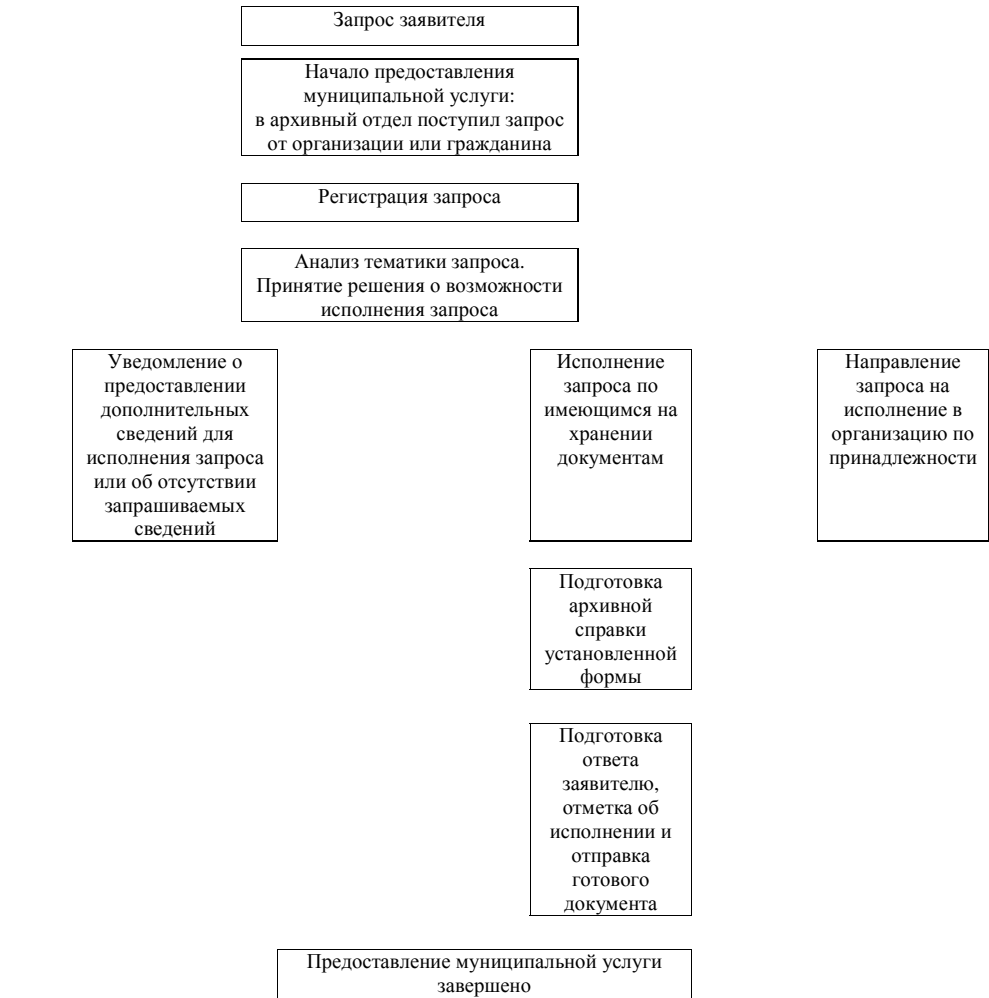 Запрос заявителя
Начало предоставления
муниципальной услуги:
в архивный отдел поступил запрос
от организации или гражданина
Регистрация запроса
Анализ тематики запроса.
Принятие решения о возможности
исполнения запроса
Уведомление о
предоставлении
дополнительных
сведений для
исполнения запроса
или об отсутствии
запрашиваемых
сведений
Исполнение
запроса по
имеющимся на
хранении
документам
Направление
запроса на
исполнение в
организацию по
принадлежности
Подготовка
архивной
справки
установленной
формы
Подготовка
ответа
заявителю,
отметка об
исполнении и
отправка
готового
документа
Предоставление муниципальной услуги
завершено